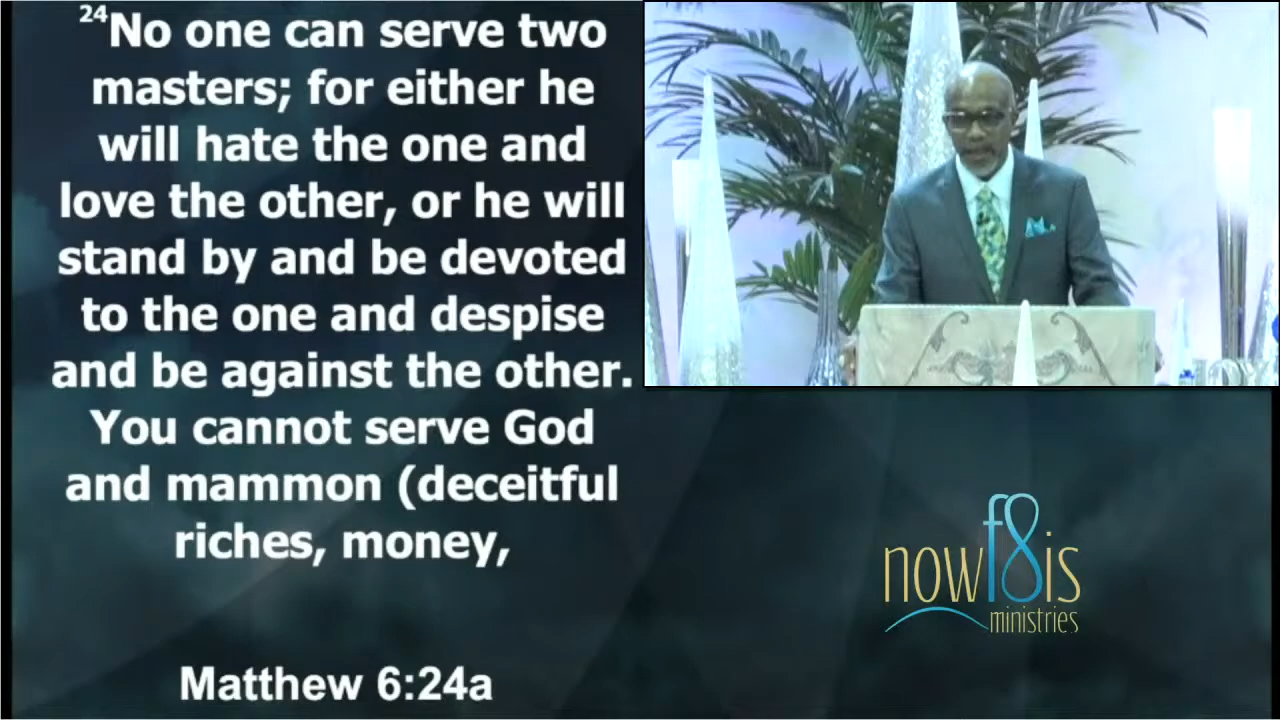 24No one can serve two
masters; for either he
will hate the one and
love the other, or he will
stand by and be devoted
to the one and despise
and be against the other.
You cannot serve God
and mammon (deceitful
riches, money,
Matthew 6:24a
nowf8is
ministries